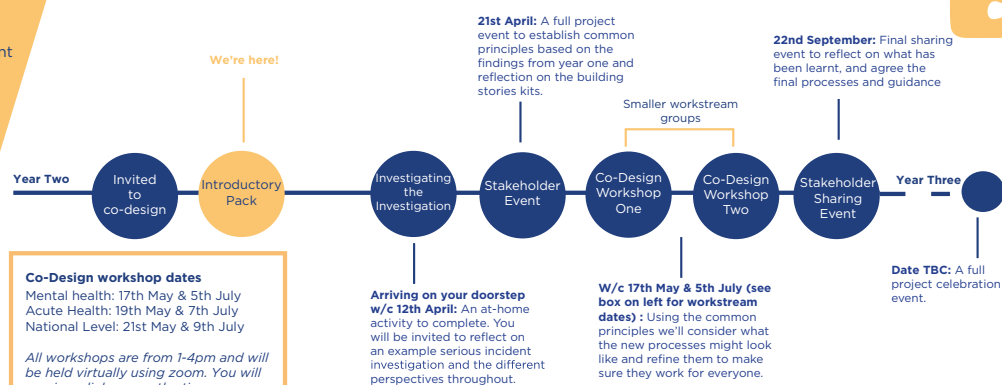 nt
We're here!
21st April: A full project
event to establish common
principles based on the
findings from year one and
reflection on the building
stories kits.
Smaller workstream
groups
22nd September: Final sharing
event to reflect on what has
been learnt, and agree the
final processes and guidance
Year Two
Invited
to
co-design
Introductory
Pack
Investigating
the
Investigation
Stakeholder
Event
Co-Design
Workshop
One
Co-Design
Workshop
Two
Stakeholder
Sharing
Event
Year Three
Co-Design workshop dates
Mental health: 17th May & 5th July
Acute Health: 19th May & 7th July
National Level: 21st May & 9th July
All workshops are from 1-4pm and will
be held virtually using zoom. You will
Arriving on your doorstep
w/c 12th April: An at-home
activity to complete. You
will be invited to reflect on
an example serious incident
investigation and the different
perspectives throughout.
W/c 17th May & 5th July (see
box on left for workstream
dates) : Using the common
principles we'll consider what
the new processes might look
like and refine them to make
sure they work for everyone.
Date TBC: A full
project celebration
event.